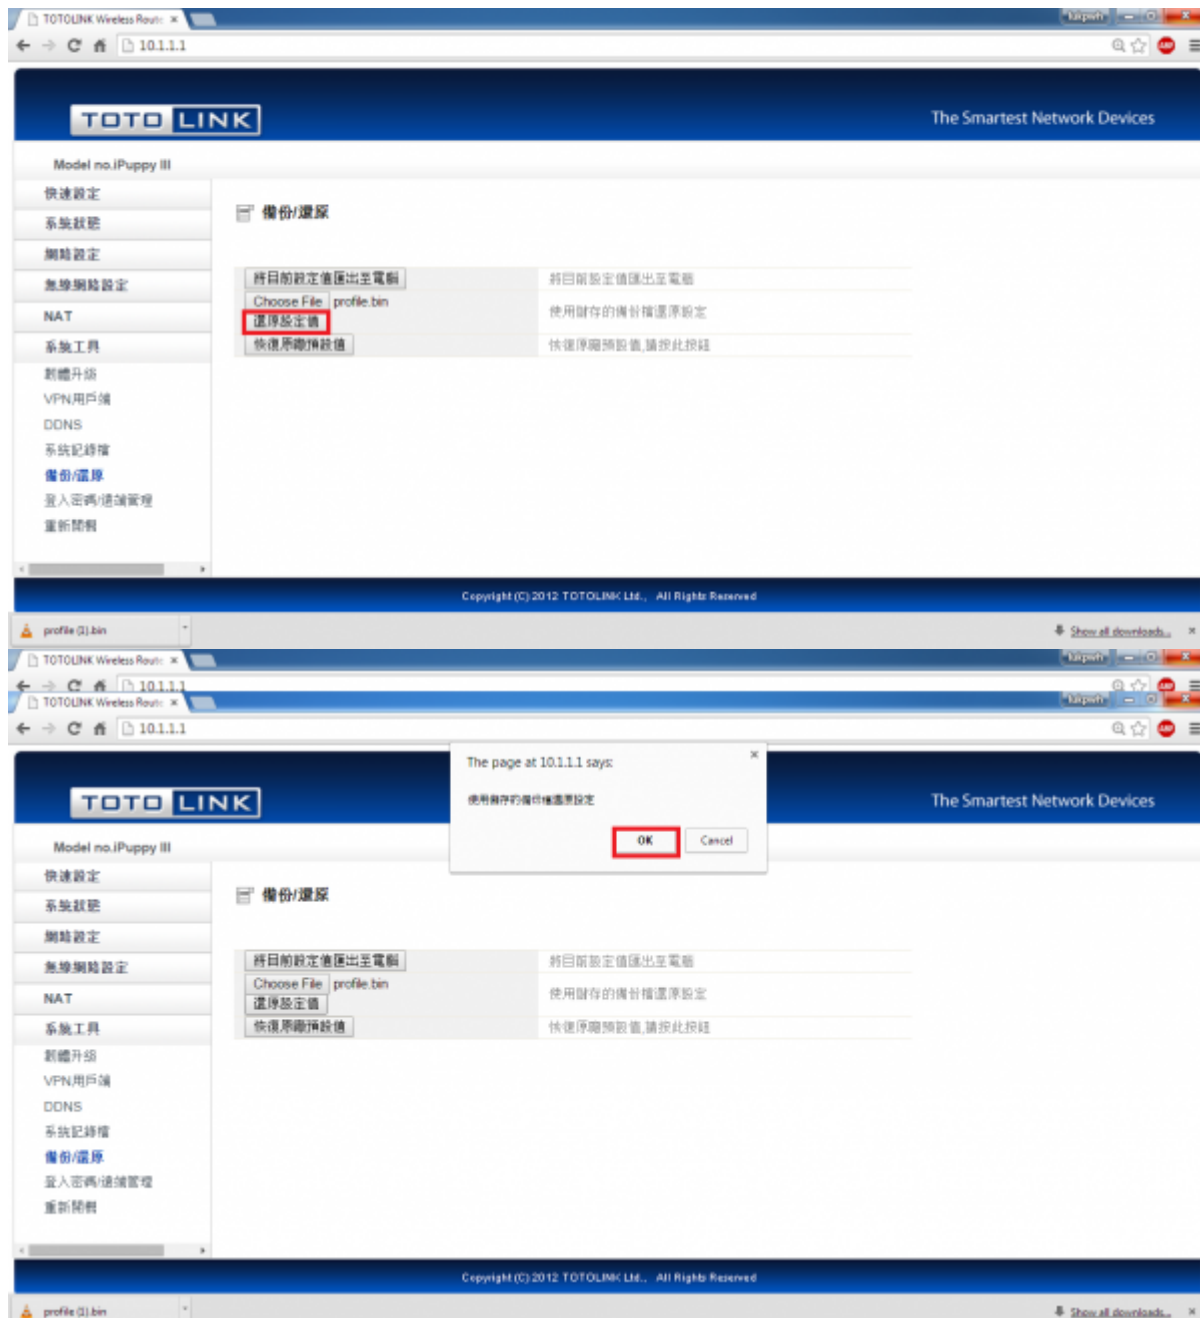 TOTOLINK Wireless Route
10.1.1.1
TOTO LINK
The Smartest Network Devices
Model no.iPuppy III
快速設定
系統狀態
網路設定
無線網路設定
NAT
系統工具
韌體升級
VPN用戶端
DDNS
系統記錄檔
備份/還原
登入密碼/遠端管理
重新開機
備份/還原
將目前設定值匯出至電腦
將目前設定值匯出至電腦
Choose File profile.bin
還原設定值
使用儲存的備份檔還原設定
恢復原廠預設值
恢復原廠預設值,請按此按鈕
Copyright (C) 2012 TOTOLINK Ltd., All Rights Reserved
profile (1).bin
Show all downloads...
TOTOLINK Wireless Route
10.1.1.1
TOTOLINK Wireless Route
10.1.1.1
The page at 10.1.1.1 says:
使用儲存的備份檔還原設定
OK
Cancel
TOTO LINK
The Smartest Network Devices
Model no.iPuppy III
快速設定
系統狀態
網路設定
無線網路設定
NAT
系統工具
韌體升級
VPN用戶端
DDNS
系統記錄檔
備份/還原
登入密碼/遠端管理
重新開機
備份/還原
將目前設定值匯出至電腦
將目前設定值匯出至電腦
Choose File profile.bin
還原設定值
使用儲存的備份檔還原設定
恢復原廠預設值
恢復原廠預設值,請按此按鈕
Copyright (C) 2012 TOTOLINK Ltd., All Rights Reserved
profile (1).bin
Show all downloads...